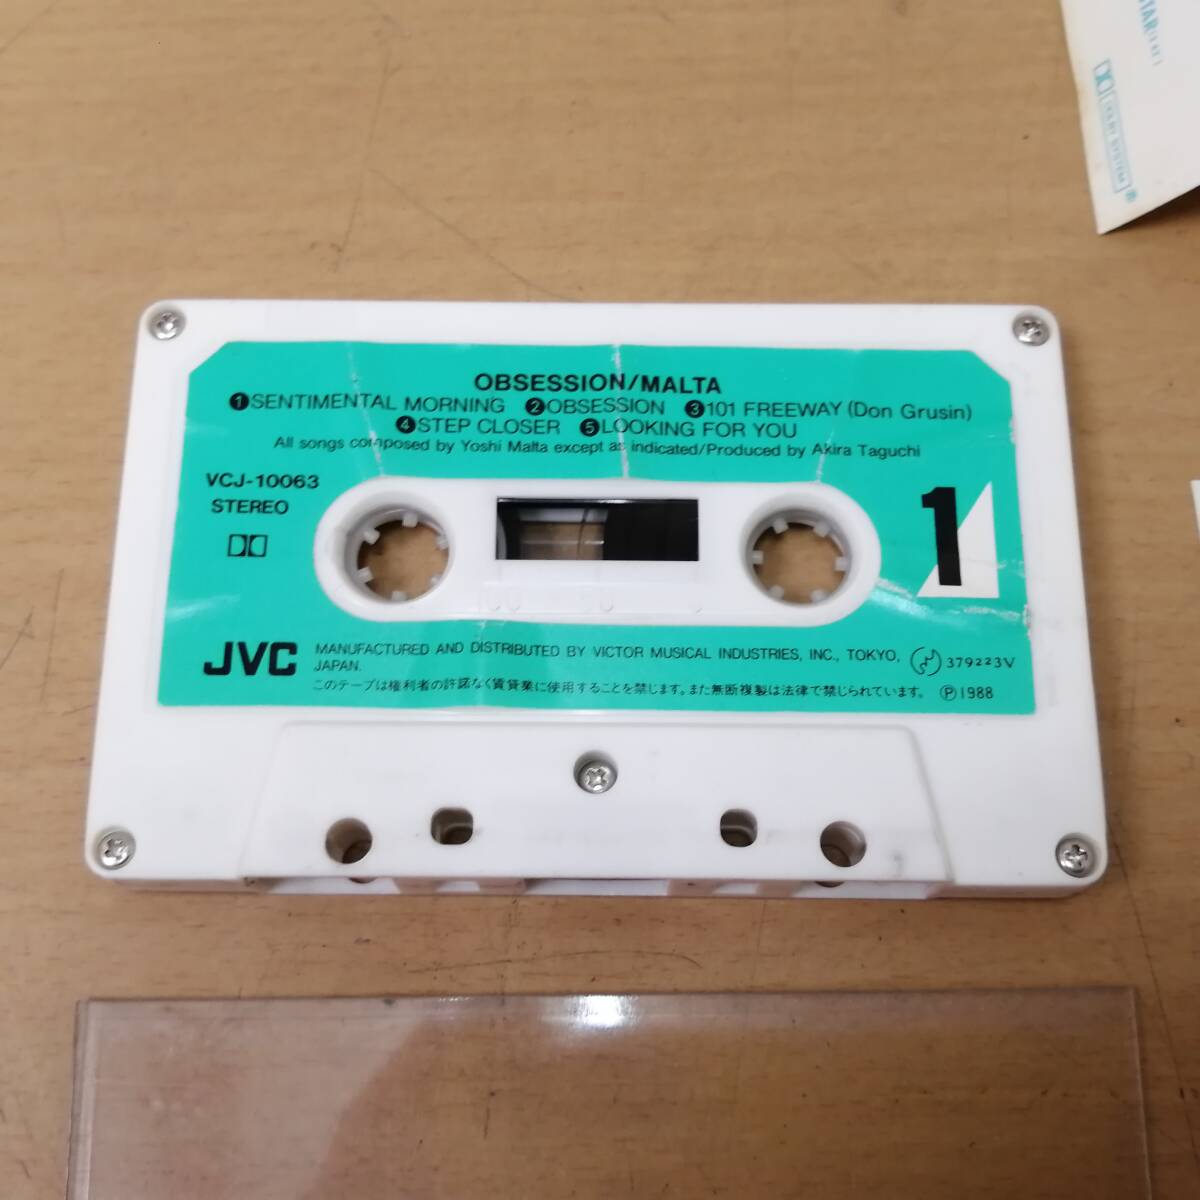 OBSESSION/MALTA
❶SENTIMENTAL MORNING ❷OBSESSION ❸101 FREEWAY (Don Grusin)
❹STEP CLOSER ❺LOOKING FOR YOU
All songs composed by Yoshi Malta except as indicated/Produced by Akira Taguchi
VCJ-10063
STEREO
1
JVC
MANUFACTURED AND DISTRIBUTED BY VICTOR MUSICAL INDUSTRIES, INC., TOKYO,
JAPAN.
379223V
このテープは権利者の許諾なく賃貸業に使用することを禁じます。また無断複製は法律で禁じられています。 Ⓟ1988
DOLBY SYSTEM